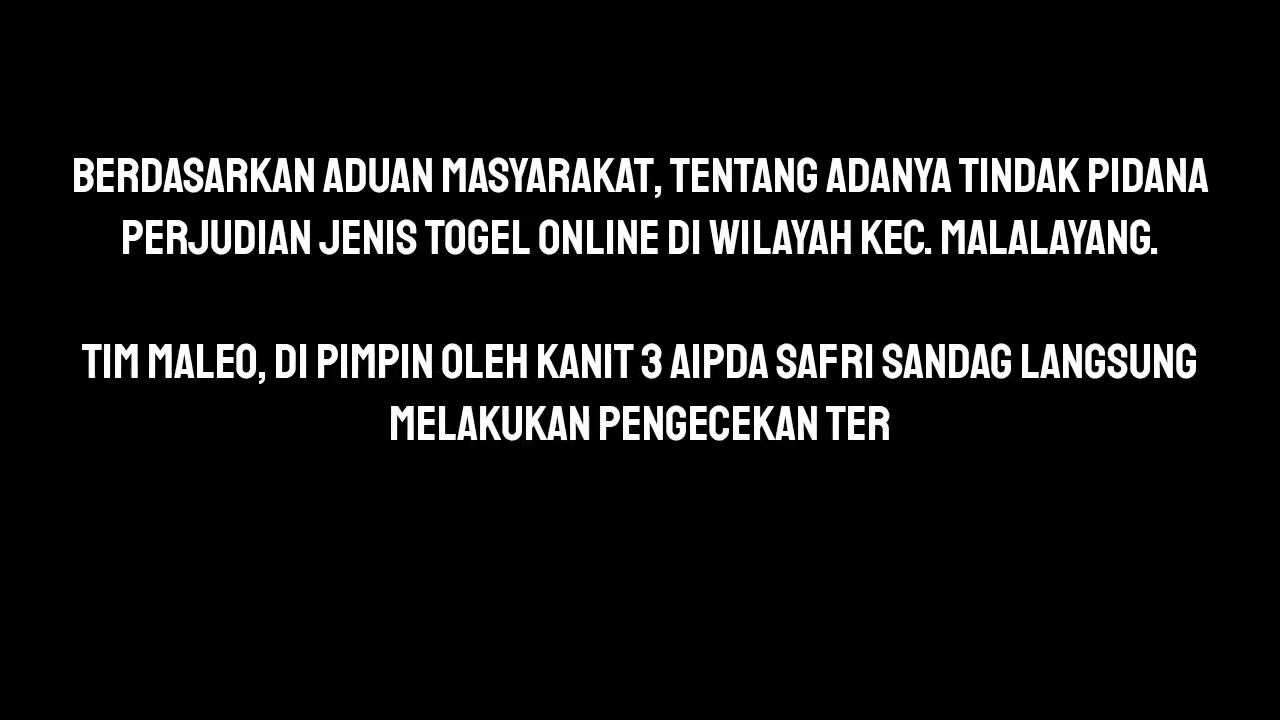 BERDASARKAN ADUAN MASYARAKAT, TENTANG ADANYA TINDAK PIDANA
PERJUDIAN JENIS TOGEL ONLINE DI WILAYAH KEC. MALALAYANG.
TIM MALEO, DI PIMPIN OLEH KANIT 3 AIPDA SAFRI SANDAG LANGSUNG
MELAKUKAN PENGECEKAN TER